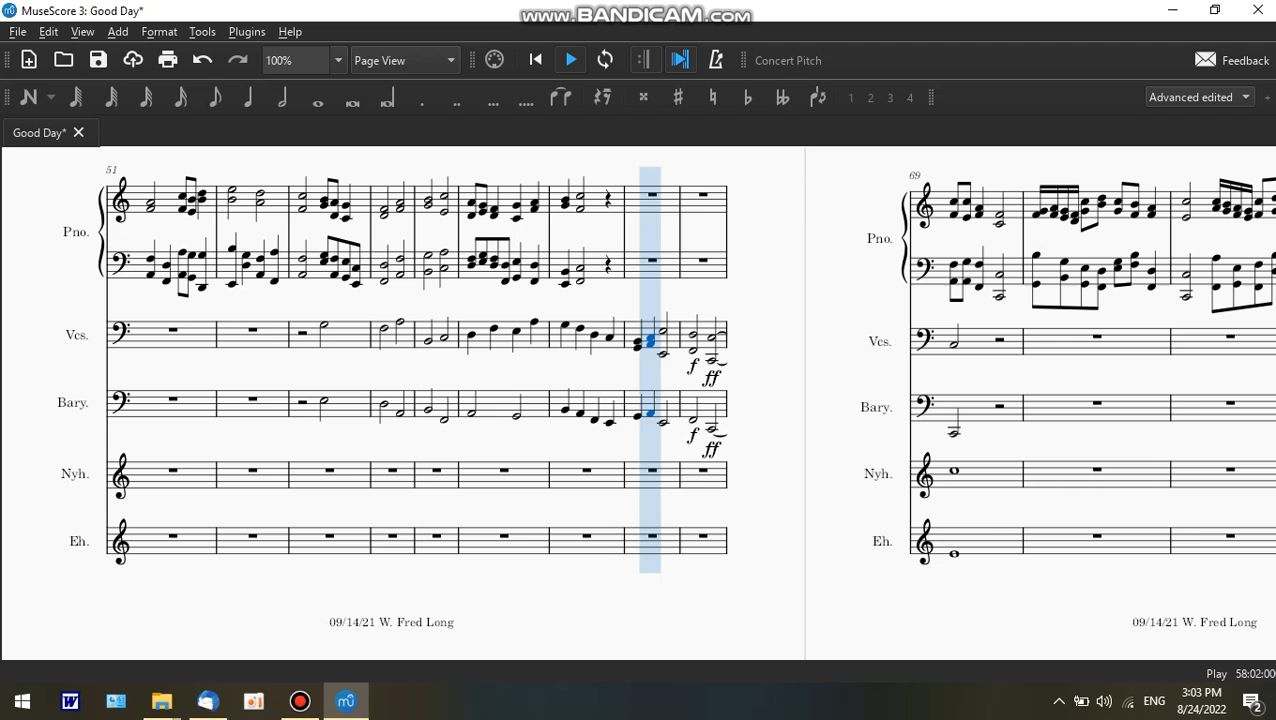 MuseScore 3: Good Day*
www.BANDICAM.com
File Edit View Add Format Tools Plugins Help
100% Page View Concert Pitch Feedback
1 2 3 4 Advanced edited
Good Day*
51
69
Pno.
Pno.
Vcs.
f
ff
Vcs.
Bary.
f
ff
Bary.
Nyh.
Nyh.
Eh.
Eh.
09/14/21 W. Fred Long
09/14/21 W. Fred Long
Play 58:02:00
ENG
3:03 PM
8/24/2022
2